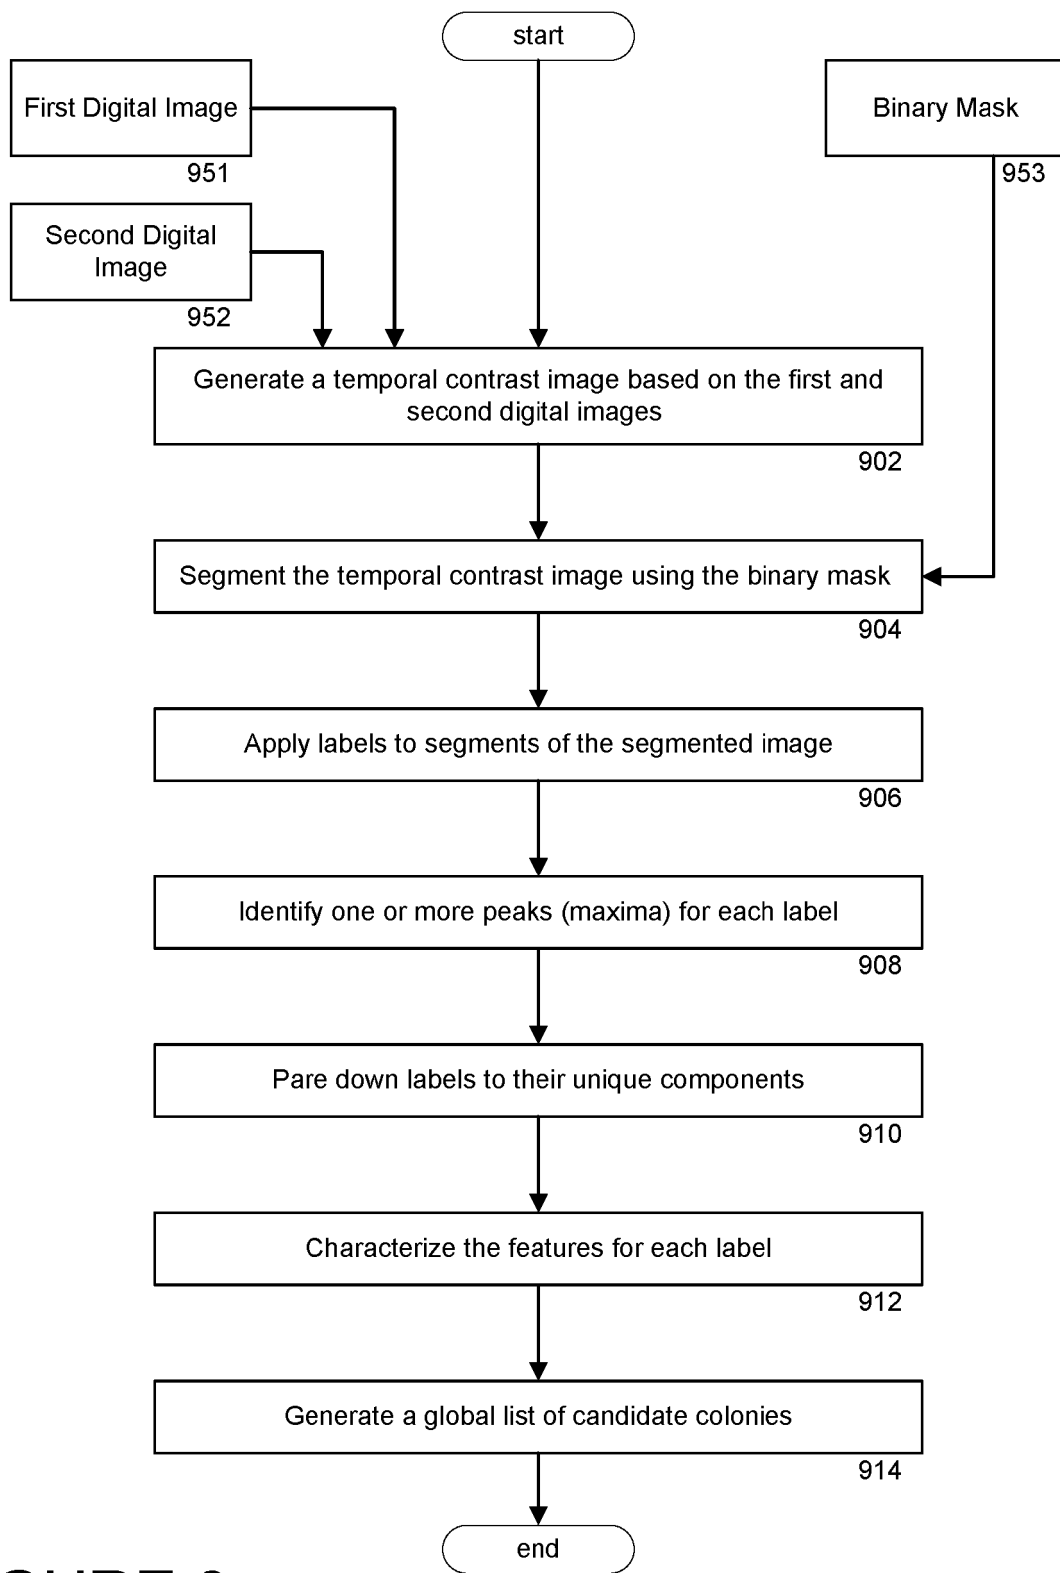 start
First Digital Image
951
Binary Mask
953
Second Digital
Image
952
Generate a temporal contrast image based on the first and
second digital images
902
Segment the temporal contrast image using the binary mask
904
Apply labels to segments of the segmented image
906
Identify one or more peaks (maxima) for each label
908
Pare down labels to their unique components
910
Characterize the features for each label
912
Generate a global list of candidate colonies
914
end